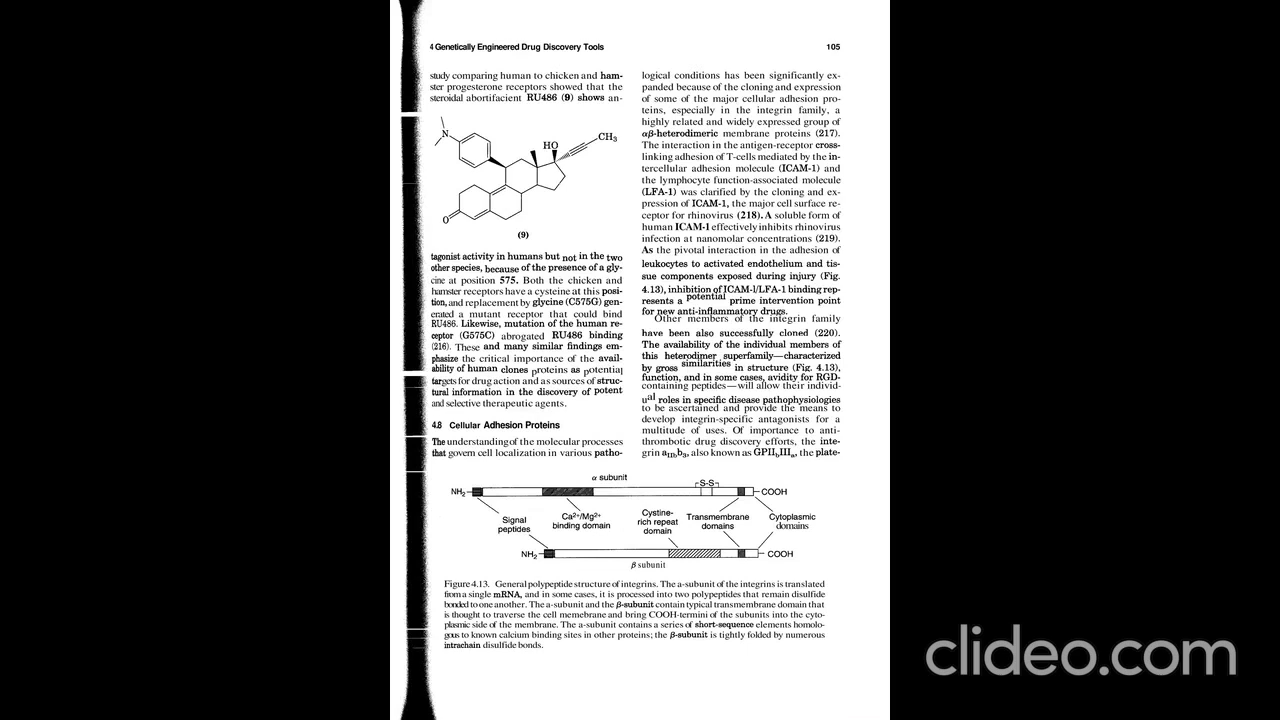 4 Genetically Engineered Drug Discovery Tools
105
study comparing human to chicken and ham-
ster progesterone receptors showed that the
steroidal abortifacient RU486 (9) shows an-
N
HO
CH3
O
(9)
tagonist activity in humans but not in the two
other species, because of the presence of a gly-
cine at position 575. Both the chicken and
hamster receptors have a cysteine at this posi-
tion, and replacement by glycine (C575G) gen-
erated a mutant receptor that could bind
RU486. Likewise, mutation of the human re-
ceptor (G575C) abrogated RU486 binding
(216). These and many similar findings em-
phasize the critical importance of the avail-
ability of human clones proteins as potential
targets for drug action and as sources of struc-
tural information in the discovery of potent
and selective therapeutic agents.
4.8 Cellular Adhesion Proteins
The understanding of the molecular processes
that govern cell localization in various patho-
logical conditions has been significantly ex-
panded because of the cloning and expression
of some of the major cellular adhesion pro-
teins, especially in the integrin family, a
highly related and widely expressed group of
αβ-heterodimeric membrane proteins (217).
The interaction in the antigen-receptor cross-
linking adhesion of T-cells mediated by the in-
tercellular adhesion molecule (ICAM-1) and
the lymphocyte function-associated molecule
(LFA-1) was clarified by the cloning and ex-
pression of ICAM-1, the major cell surface re-
ceptor for rhinovirus (218). A soluble form of
human ICAM-1 effectively inhibits rhinovirus
infection at nanomolar concentrations (219).
As the pivotal interaction in the adhesion of
leukocytes to activated endothelium and tis-
sue components exposed during injury (Fig.
4.13), inhibition of ICAM-l/LFA-1 binding rep-
resents a potential prime intervention point
for new anti-inflammatory drugs.
Other members of the integrin family
have been also successfully cloned (220).
The availability of the individual members of
this heterodimer superfamily—characterized
by gross similarities in structure (Fig. 4.13),
function, and in some cases, avidity for RGD-
containing peptides—will allow their individ-
ual roles in specific disease pathophysiologies
to be ascertained and provide the means to
develop integrin-specific antagonists for a
multitude of uses. Of importance to anti-
thrombotic drug discovery efforts, the inte-
grin aIIbb3, also known as GPIIbIIIa, the plate-
α subunit
S-S
NH2
COOH
Signal
peptides
Ca2+/Mg2+
binding domain
Cystine-
rich repeat
domain
Transmembrane
domains
Cytoplasmic
domains
NH2
COOH
β subunit
Figure 4.13. General polypeptide structure of integrins. The a-subunit of the integrins is translated
from a single mRNA, and in some cases, it is processed into two polypeptides that remain disulfide
bonded to one another. The a-subunit and the β-subunit contain typical transmembrane domain that
is thought to traverse the cell memebrane and bring COOH-termini of the subunits into the cyto-
plasmic side of the membrane. The a-subunit contains a series of short-sequence elements homolo-
gous to known calcium binding sites in other proteins; the β-subunit is tightly folded by numerous
intrachain disulfide bonds.
clideo.com